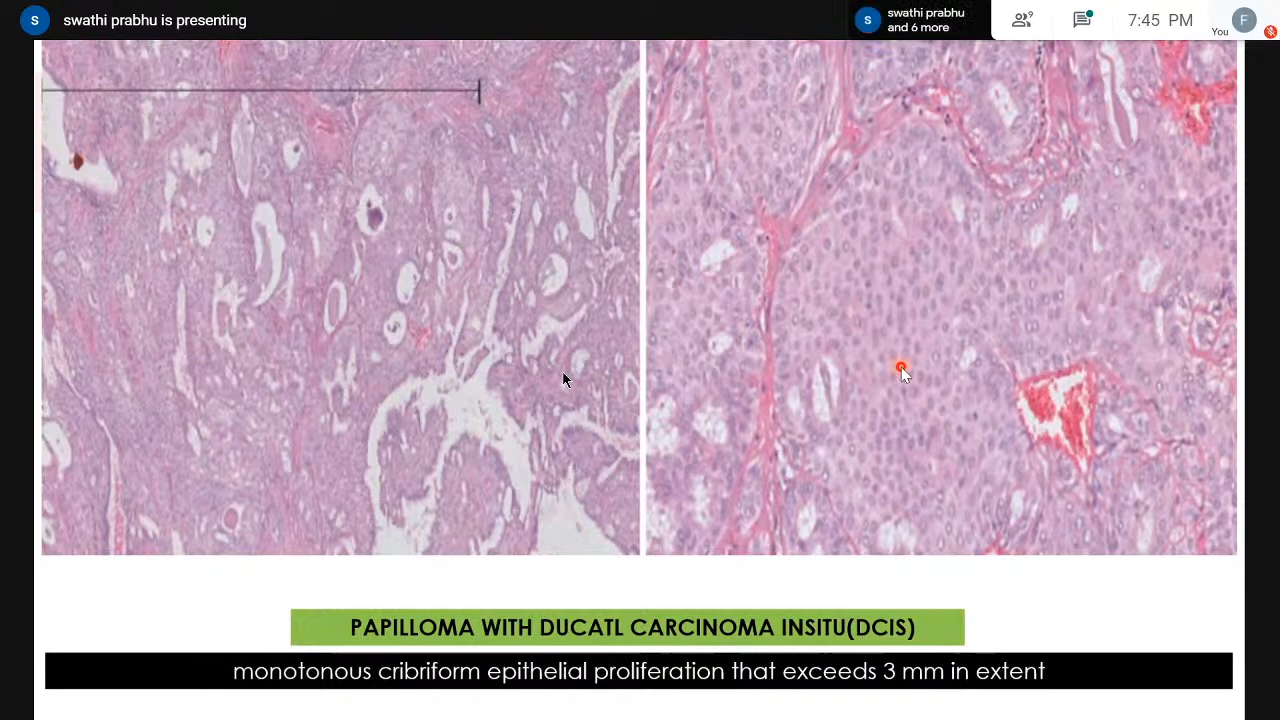 S swathi prabhu is presenting
S swathi prabhu
and 6 more
9
7:45 PM
You
F
PAPILLOMA WITH DUCATL CARCINOMA INSITU(DCIS)
monotonous cribriform epithelial proliferation that exceeds 3 mm in extent